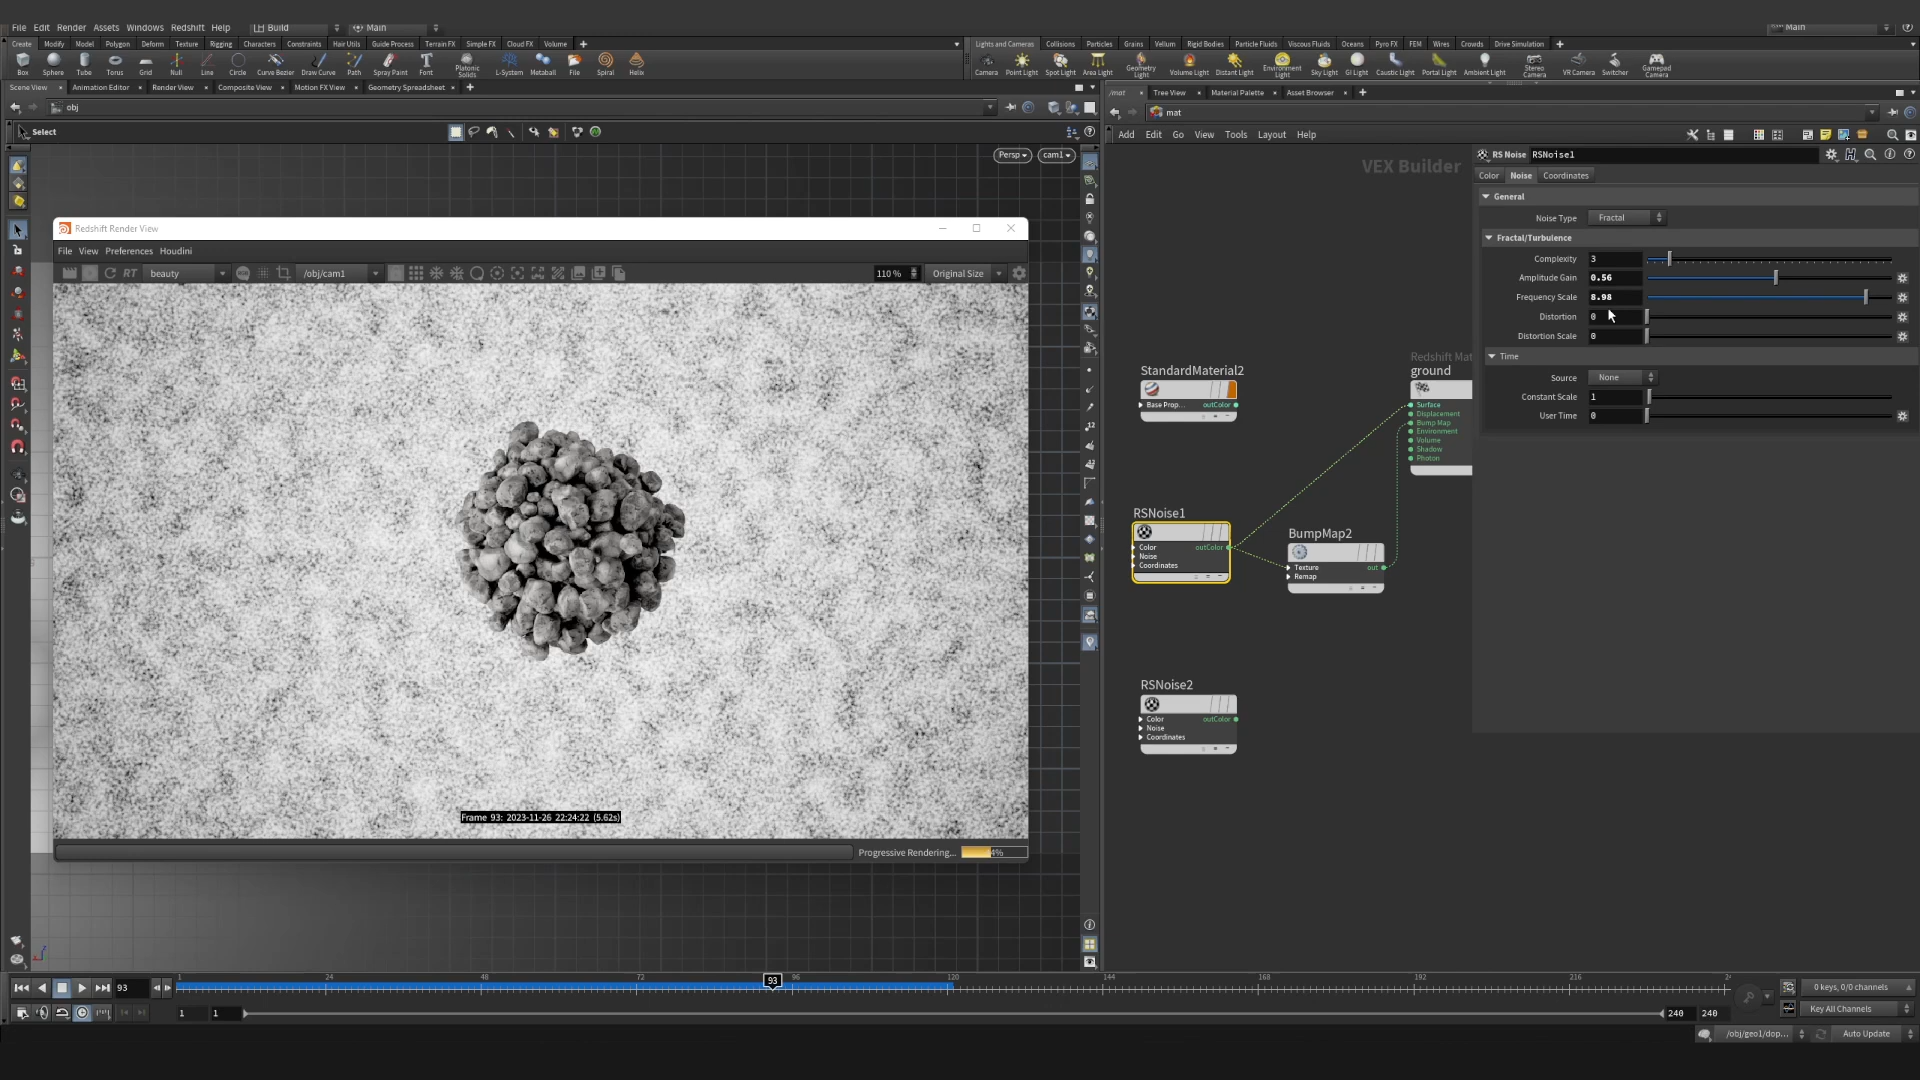 File Edit Render Assets Windows Redshift Help Build Main Main
Create Modify Model Polygon Deform Texture Rigging Characters Constraints Hair Utils Guide Process Terrain FX Simple FX Cloud FX Volume
Lights and Cameras Collisions Particles Grains Vellum Rigid Bodies Particle Fluids Viscous Fluids Oceans Pyro FX FEM Wires Crowds Drive Simulation
Box Sphere Tube Torus Grid Null Line Circle Curve Bezier Draw Curve Path Spray Paint Font Platonic Solids L-System Metaball File Spiral Helix
Camera Point Light Spot Light Area Light Geometry Light Volume Light Distant Light Environment Light Sky Light GI Light Caustic Light Portal Light Ambient Light Stereo Camera VR Camera Switcher Gamepad Camera
Scene View Animation Editor Render View Composite View Motion FX View Geometry Spreadsheet
/mat Tree View Material Palette Asset Browser
obj
mat
Select
Add Edit Go View Tools Layout Help
Persp cam1
VEX Builder
RS Noise RSNoise1
Color Noise Coordinates
General
Noise Type Fractal
Fractal/Turbulence
Complexity 3
Amplitude Gain 0.56
Frequency Scale 8.98
Distortion 0
Distortion Scale 0
Time
Source None
Constant Scale 1
User Time 0
Redshift Render View
File View Preferences Houdini
RT beauty /obj/cam1 110 % Original Size
Frame 93: 2023-11-26 22:24:22 (5.62s)
Progressive Rendering... 4%
StandardMaterial2
Base Prop... outColor
Redshift Mat
ground
Surface
Displacement
Bump Map
Environment
Volume
Shadow
Photon
RSNoise1
Color outColor
Noise
Coordinates
BumpMap2
Texture out
Remap
RSNoise2
Color outColor
Noise
Coordinates
1 24 48 72 96 120 144 168 192 216
93 93
0 keys, 0/0 channels
1 1 240 240
Key All Channels
/obj/geo1/dop... Auto Update